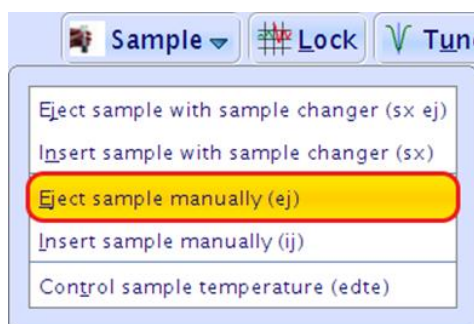 Sample Lock Tun
Eject sample with sample changer (sx ej)
Insert sample with sample changer (sx)
Eject sample manually (ej)
Insert sample manually (ij)
Control sample temperature (edte)